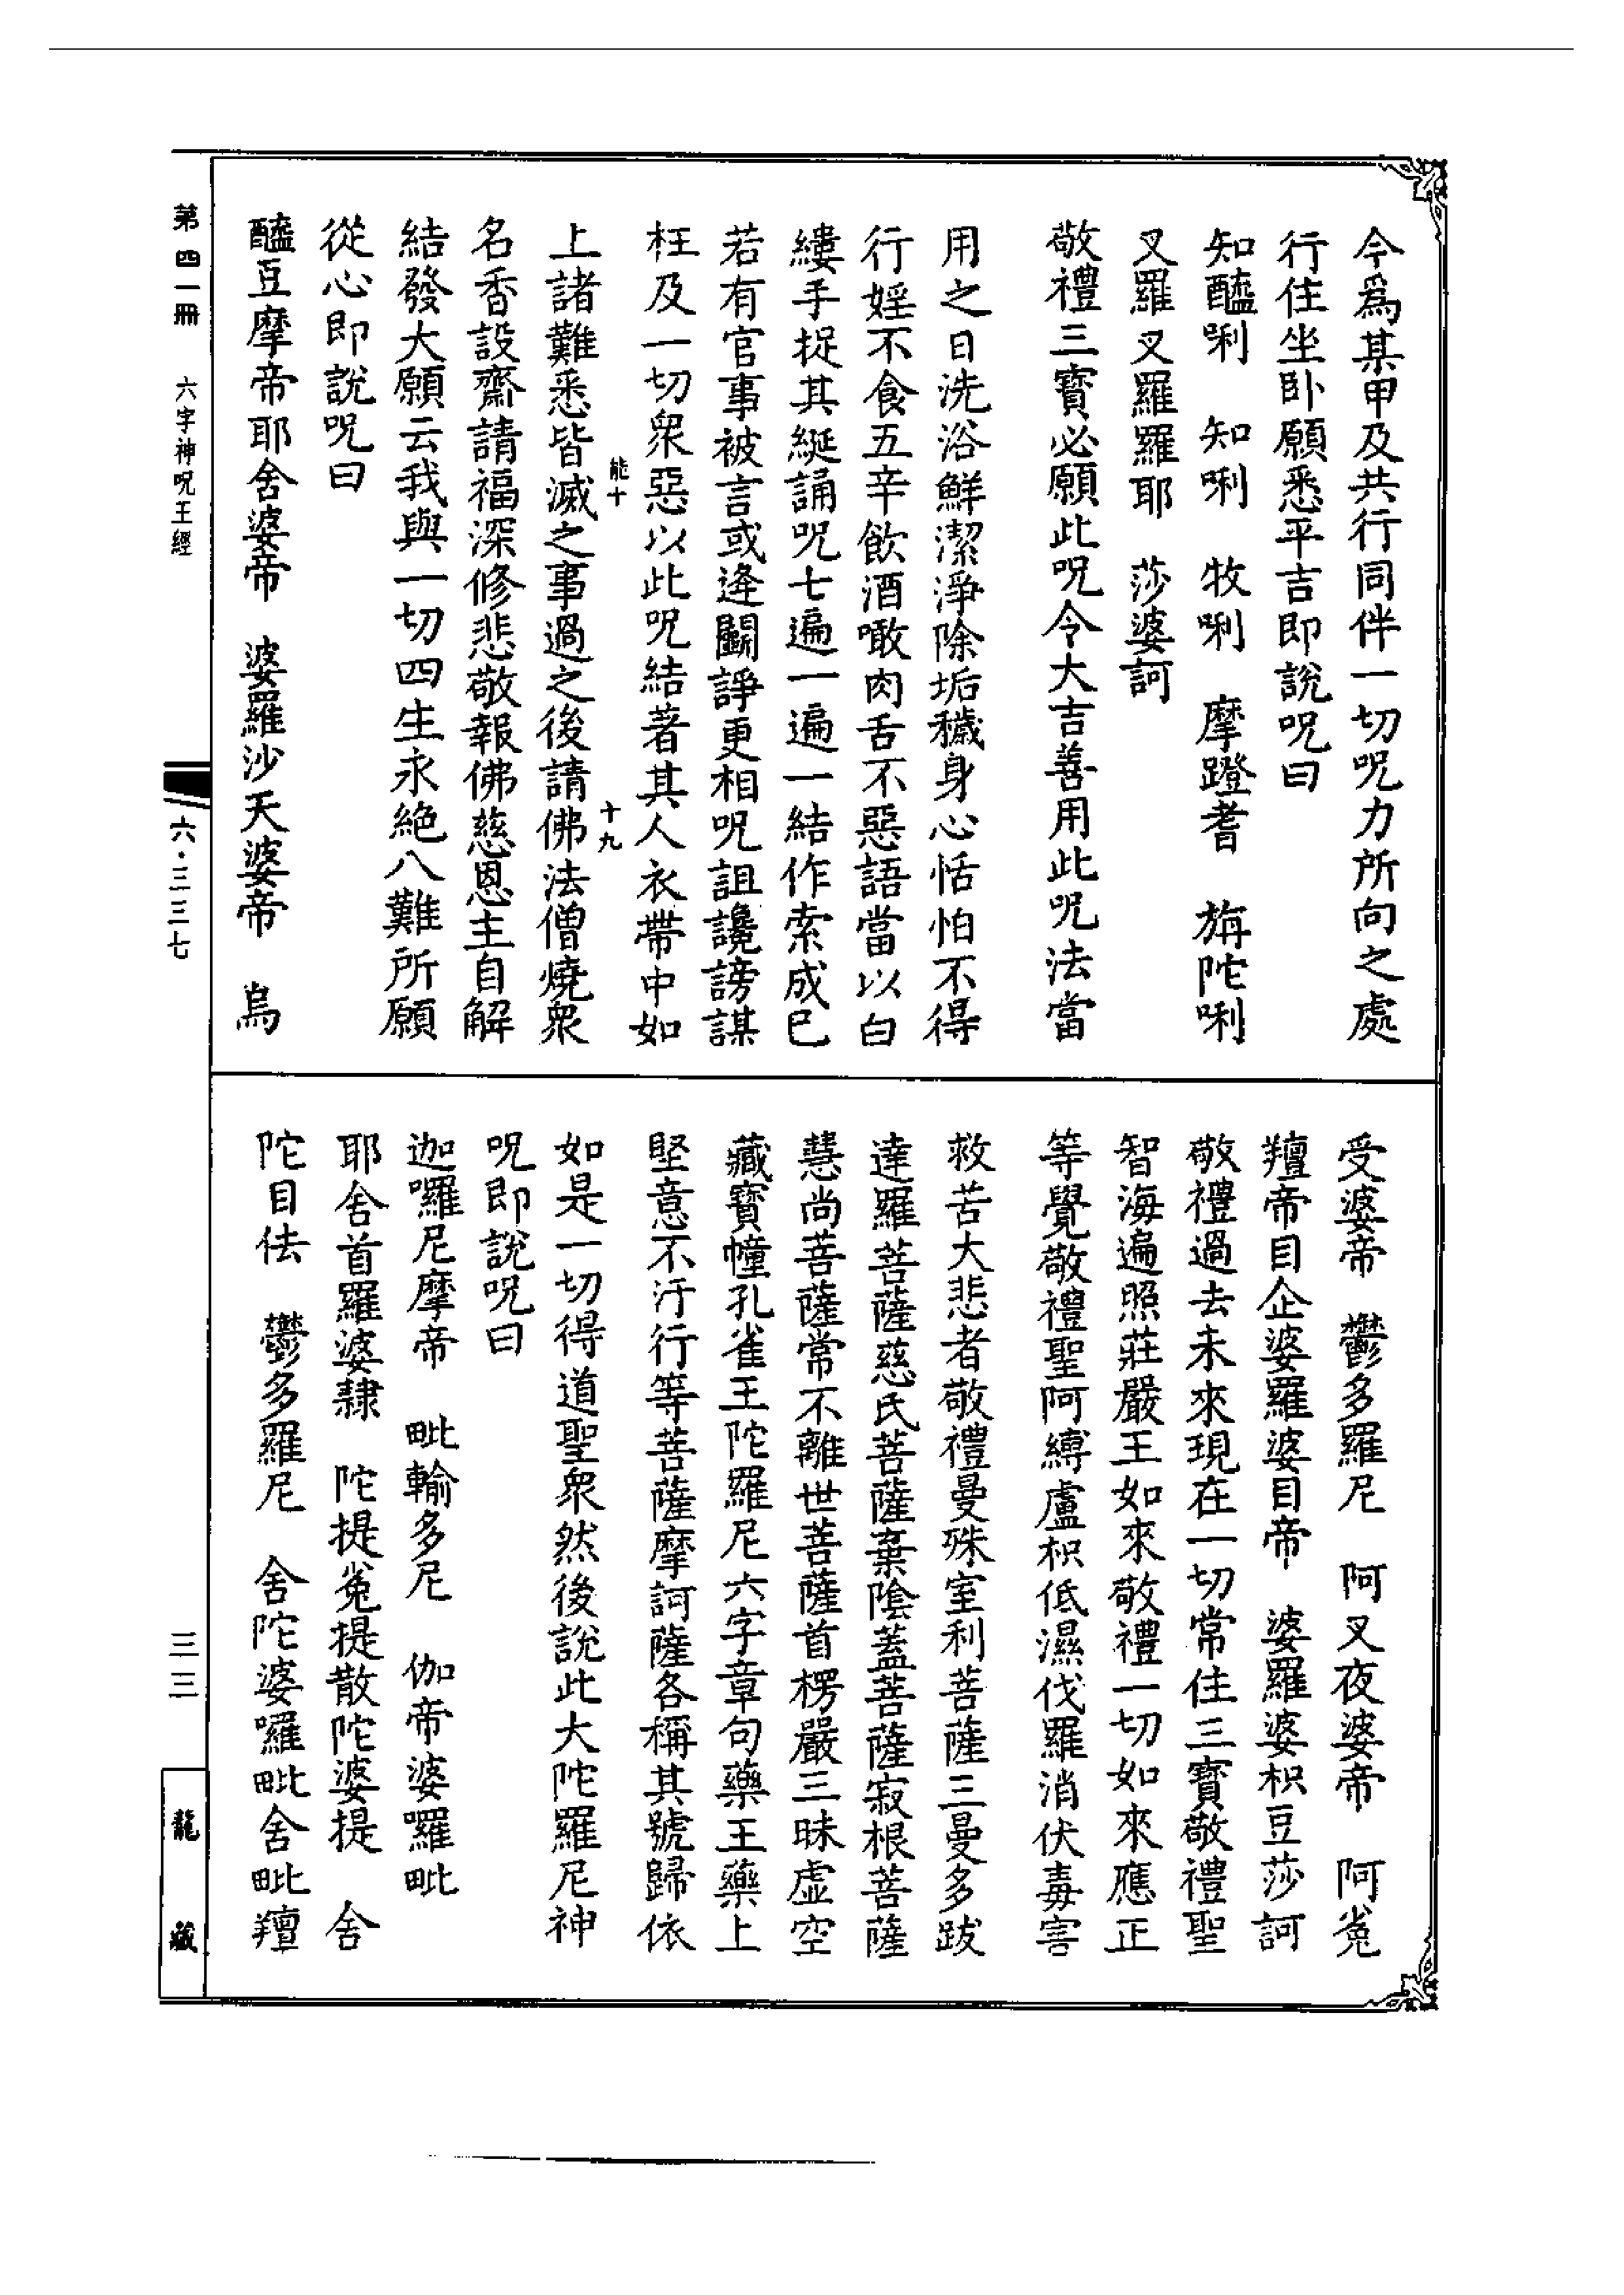 今爲某甲及共行同伴一切呪力所向之處
行住坐卧願悉平吉即說呪曰
知醯唎　知唎　牧唎　摩蹬耆　旃陀唎
叉羅叉羅羅耶　莎婆訶
敬禮三寶必願此呪令大吉善用此呪法當
用之日洗浴鮮潔淨除垢穢身心恬怕不得
行婬不食五辛飲酒噉肉舌不惡語當以白
縷手捉其綖誦呪七遍一遍一結作索成已
若有官事被言或逢鬭諍更相呪詛讒謗謀
枉及一切衆惡以此呪結著其人衣帶中如
能十　十九
上諸難悉皆滅之事過之後請佛法僧燒衆
名香設齋請福深修悲敬報佛慈恩主自解
結發大願云我與一切四生永絕八難所願
從心即說呪曰
醯豆摩帝耶舍婆帝　婆羅沙天婆帝　烏
受婆帝　鬱多羅尼　阿叉夜婆帝　阿㝹
羶帝目企婆羅婆目帝　婆羅婆枳豆莎訶
敬禮過去未來現在一切常住三寶敬禮聖
智海遍照莊嚴王如來敬禮一切如來應正
等覺敬禮聖阿縛盧枳低濕伐羅消伏毒害
救苦大悲者敬禮曼殊室利菩薩三曼多跋
達羅菩薩慈氏菩薩棄陰蓋菩薩寂根菩薩
慧尚菩薩常不離世菩薩首楞嚴三昧虛空
藏寶幢孔雀王陀羅尼六字章句藥王藥上
堅意不汙行等菩薩摩訶薩各稱其號歸依
如是一切得道聖衆然後說此大陀羅尼神
呪即說呪曰
迦囉尼摩帝　毗輸多尼　伽帝婆囉毗
耶舍首羅婆隸　陀提㝹提散陀婆提　舍
陀目佉　鬱多羅尼　舍陀婆囉毗舍毗羶
第四一冊　六字神呪王經　六·三三七　三三　龍藏